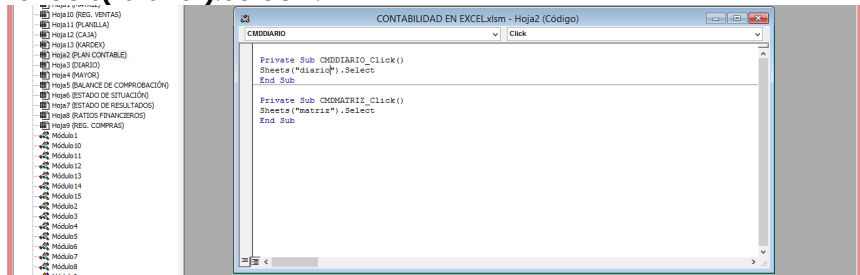 Hoja10 (REG. VENTAS)
Hoja11 (PLANILLA)
Hoja12 (CAJA)
Hoja13 (KARDEX)
Hoja2 (PLAN CONTABLE)
Hoja3 (DIARIO)
Hoja4 (MAYOR)
Hoja5 (BALANCE DE COMPROBACIÓN)
Hoja6 (ESTADO DE SITUACIÓN)
Hoja7 (ESTADO DE RESULTADOS)
Hoja8 (RATIOS FINANCIEROS)
Hoja9 (REG. COMPRAS)
Módulo1
Módulo10
Módulo11
Módulo12
Módulo13
Módulo14
Módulo15
Módulo2
Módulo3
Módulo4
Módulo5
Módulo6
Módulo7
Módulo8
CONTABILIDAD EN EXCEL.xlsm - Hoja2 (Código)
CMDDIARIO
Click
Private Sub CMDDIARIO_Click()
Sheets("diario").Select
End Sub
Private Sub CMDMATRIZ_Click()
Sheets("matriz").Select
End Sub